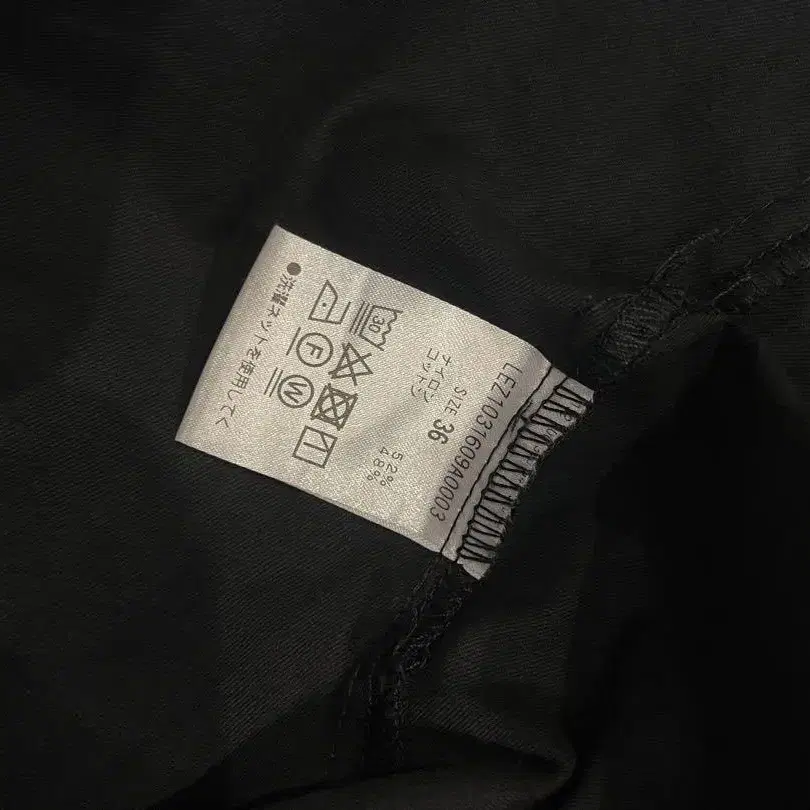 LEZ1031609A0003
SIZE 36
ナイロン 52%
コットン 48%
30
F
W
●洗濯ネットを使用してく